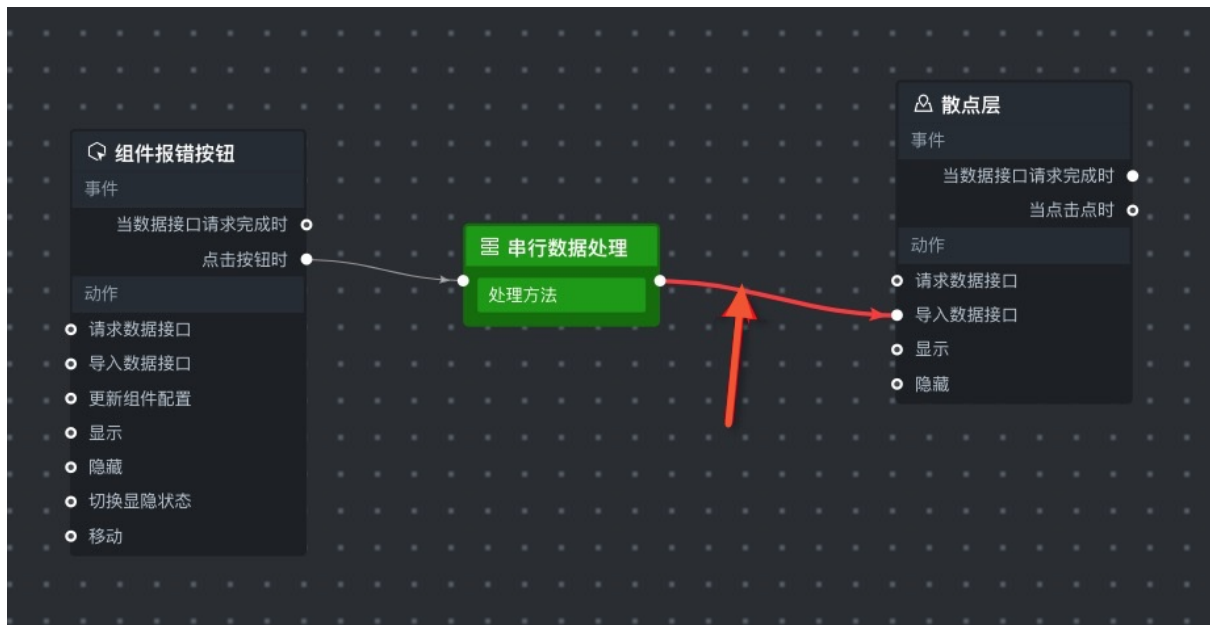 组件报错按钮
事件
当数据接口请求完成时
点击按钮时
动作
请求数据接口
导入数据接口
更新组件配置
显示
隐藏
切换显隐状态
移动
串行数据处理
处理方法
散点层
事件
当数据接口请求完成时
当点击点时
动作
请求数据接口
导入数据接口
显示
隐藏